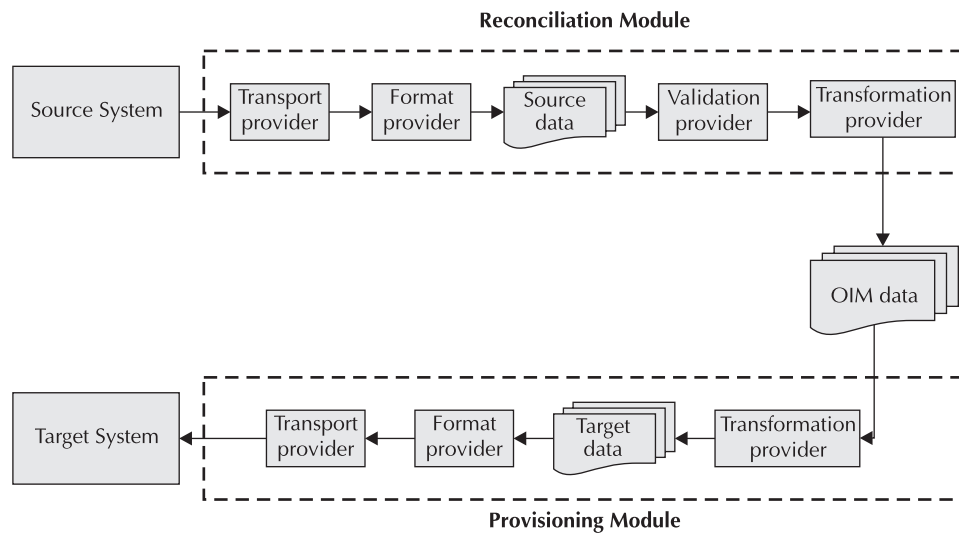 Reconciliation Module
Source System
Transport
provider
Format
provider
Source
data
Validation
provider
Transformation
provider
OIM data
Target System
Transport
provider
Format
provider
Target
data
Transformation
provider
Provisioning Module